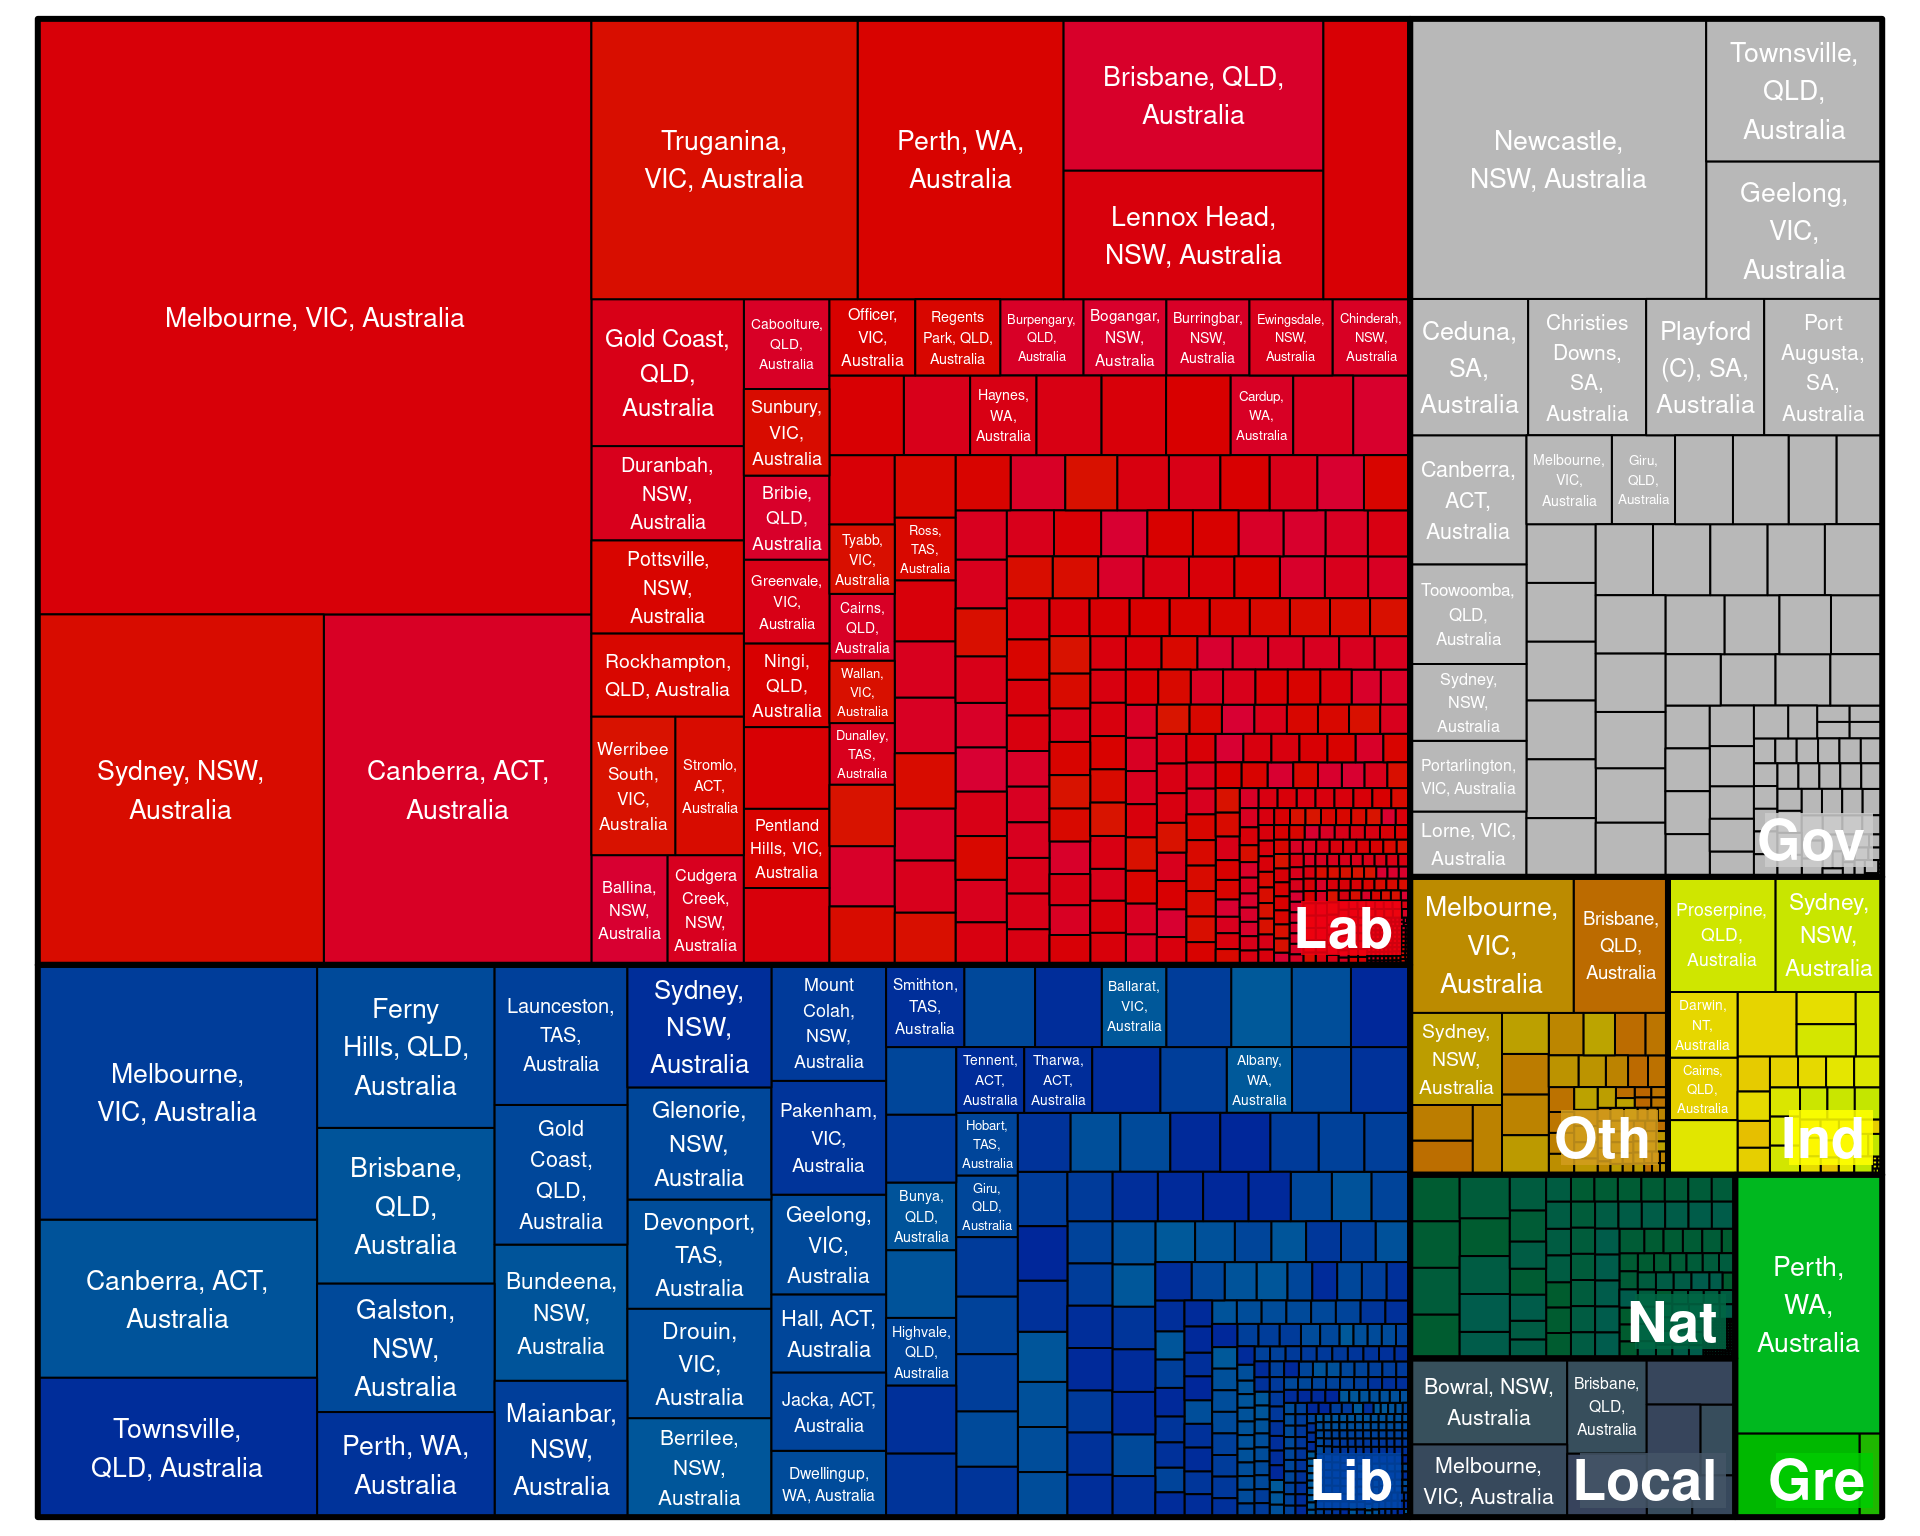 Melbourne, VIC, Australia
Sydney, NSW,
Australia
Canberra, ACT,
Australia
Truganina,
VIC, Australia
Perth, WA,
Australia
Brisbane, QLD,
Australia
Lennox Head,
NSW, Australia
Gold Coast,
QLD,
Australia
Duranbah,
NSW,
Australia
Pottsville,
NSW,
Australia
Rockhampton,
QLD, Australia
Werribee
South,
VIC,
Australia
Stromlo,
ACT,
Australia
Ballina,
NSW,
Australia
Cudgera
Creek,
NSW,
Australia
Caboolture,
QLD,
Australia
Sunbury,
VIC,
Australia
Bribie,
QLD,
Australia
Greenvale,
VIC,
Australia
Ningi,
QLD,
Australia
Pentland
Hills, VIC,
Australia
Officer,
VIC,
Australia
Regents
Park, QLD,
Australia
Burpengary,
QLD,
Australia
Bogangar,
NSW,
Australia
Burringbar,
NSW,
Australia
Ewingsdale,
NSW,
Australia
Chinderah,
NSW,
Australia
Haynes,
WA,
Australia
Cardup,
WA,
Australia
Tyabb,
VIC,
Australia
Ross,
TAS,
Australia
Cairns,
QLD,
Australia
Wallan,
VIC,
Australia
Dunalley,
TAS,
Australia
Lab
Newcastle,
NSW, Australia
Townsville,
QLD,
Australia
Geelong,
VIC,
Australia
Ceduna,
SA,
Australia
Christies
Downs,
SA,
Australia
Playford
(C), SA,
Australia
Port
Augusta,
SA,
Australia
Canberra,
ACT,
Australia
Melbourne,
VIC,
Australia
Giru,
QLD,
Australia
Toowoomba,
QLD,
Australia
Sydney,
NSW,
Australia
Portarlington,
VIC, Australia
Lorne, VIC,
Australia
Gov
Melbourne,
VIC,
Australia
Brisbane,
QLD,
Australia
Sydney,
NSW,
Australia
Oth
Proserpine,
QLD,
Australia
Sydney,
NSW,
Australia
Darwin,
NT,
Australia
Cairns,
QLD,
Australia
Ind
Melbourne,
VIC, Australia
Canberra, ACT,
Australia
Townsville,
QLD, Australia
Ferny
Hills, QLD,
Australia
Brisbane,
QLD,
Australia
Galston,
NSW,
Australia
Perth, WA,
Australia
Launceston,
TAS,
Australia
Gold
Coast,
QLD,
Australia
Bundeena,
NSW,
Australia
Maianbar,
NSW,
Australia
Sydney,
NSW,
Australia
Glenorie,
NSW,
Australia
Devonport,
TAS,
Australia
Drouin,
VIC,
Australia
Berrilee,
NSW,
Australia
Mount
Colah,
NSW,
Australia
Pakenham,
VIC,
Australia
Geelong,
VIC,
Australia
Hall, ACT,
Australia
Jacka, ACT,
Australia
Dwellingup,
WA, Australia
Smithton,
TAS,
Australia
Ballarat,
VIC,
Australia
Tennent,
ACT,
Australia
Tharwa,
ACT,
Australia
Albany,
WA,
Australia
Hobart,
TAS,
Australia
Bunya,
QLD,
Australia
Giru,
QLD,
Australia
Highvale,
QLD,
Australia
Lib
Nat
Bowral, NSW,
Australia
Brisbane,
QLD,
Australia
Melbourne,
VIC, Australia
Local
Perth,
WA,
Australia
Gre